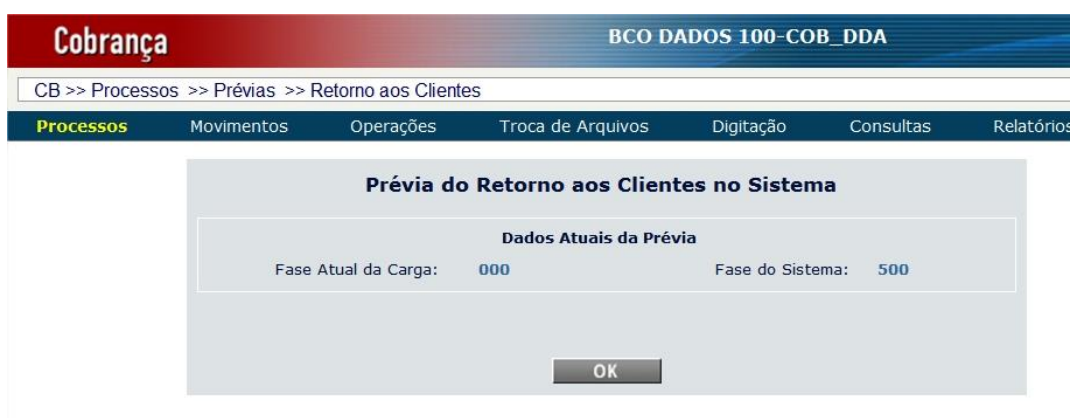 Cobrança
BCO DADOS 100-COB_DDA
CB >> Processos >> Prévias >> Retorno aos Clientes
Processos Movimentos Operações Troca de Arquivos Digitação Consultas Relatórios
Prévia do Retorno aos Clientes no Sistema
Dados Atuais da Prévia
Fase Atual da Carga: 000 Fase do Sistema: 500
OK